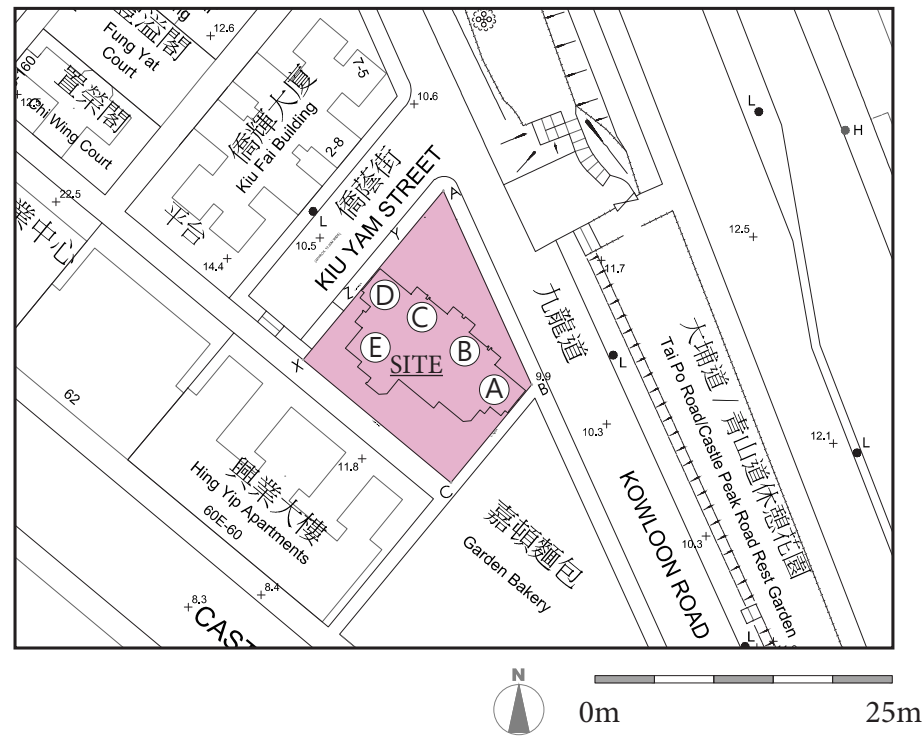 12.6
溢閣
Fung Yat
Court
置榮閣
Chi Wing Court
僑輝大廈
Kiu Fai Building
7-5
2-8
平台
10.6
22.5
業中心
L
10.5
14.4
僑蔭街
KIU YAM STREET
A
Y
Z
X
D
C
B
E
A
SITE
9.9
B
C
L
H
12.5
11.7
九龍道
L
大埔道 / 青山道休憩花園
Tai Po Road/Castle Peak Road Rest Garden
10.3
12.1
L
62
11.8
興業大樓
Hing Yip Apartments
60E-60
嘉頓麵包
Garden Bakery
KOWLOON ROAD
10.3
8.3
8.4
CAST
L
N
0m
25m